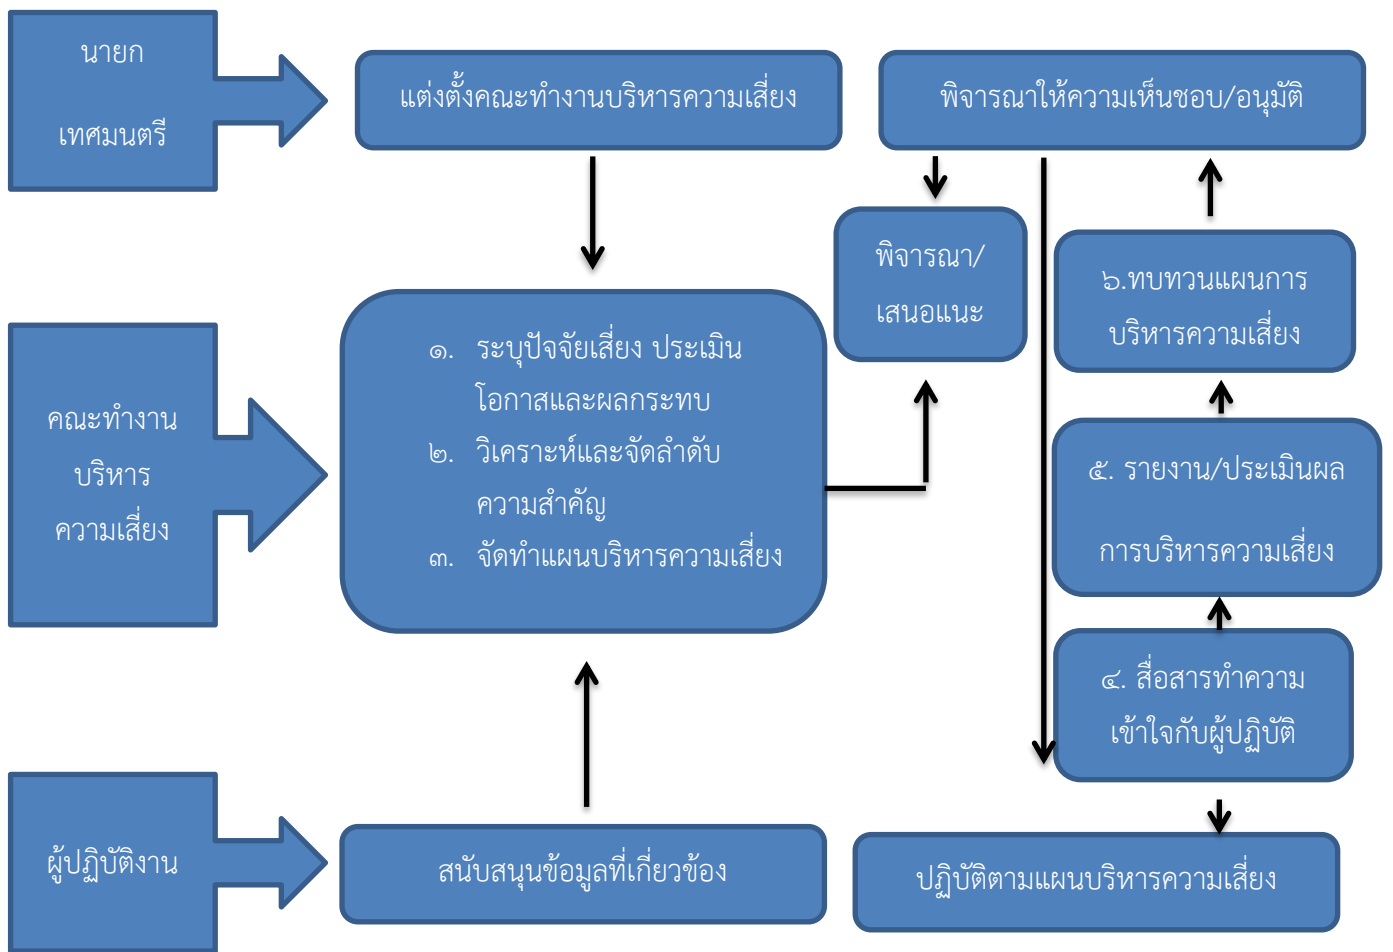 นายก
เทศมนตรี
แต่งตั้งคณะทำงานบริหารความเสี่ยง
พิจารณาให้ความเห็นชอบ/อนุมัติ
พิจารณา/
เสนอแนะ
๖.ทบทวนแผนการ
บริหารความเสี่ยง
คณะทำงาน
บริหาร
ความเสี่ยง
๑. ระบุปัจจัยเสี่ยง ประเมิน
โอกาสและผลกระทบ
๒. วิเคราะห์และจัดลำดับ
ความสำคัญ
๓. จัดทำแผนบริหารความเสี่ยง
๕. รายงาน/ประเมินผล
การบริหารความเสี่ยง
๔. สื่อสารทำความ
เข้าใจกับผู้ปฏิบัติ
ผู้ปฏิบัติงาน
สนับสนุนข้อมูลที่เกี่ยวข้อง
ปฏิบัติตามแผนบริหารความเสี่ยง